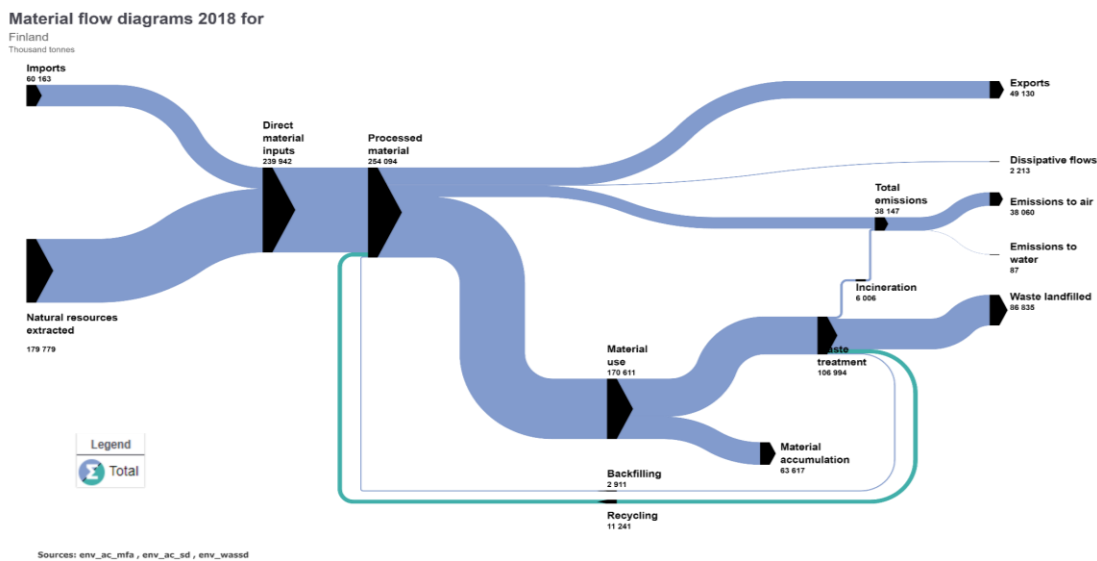 Material flow diagrams 2018 for
Finland
Thousand tonnes
Imports
60 163
Natural resources
extracted
179 779
Direct
material
inputs
239 942
Processed
material
254 094
Exports
49 130
Dissipative flows
2 213
Total
emissions
38 147
Emissions to air
38 060
Emissions to
water
87
Incineration
6 006
Waste landfilled
86 835
Material
use
170 611
treatment
106 994
Material
accumulation
63 617
Backfilling
2 911
Recycling
11 241
Legend
Total
Sources: env_ac_mfa , env_ac_sd , env_wassd